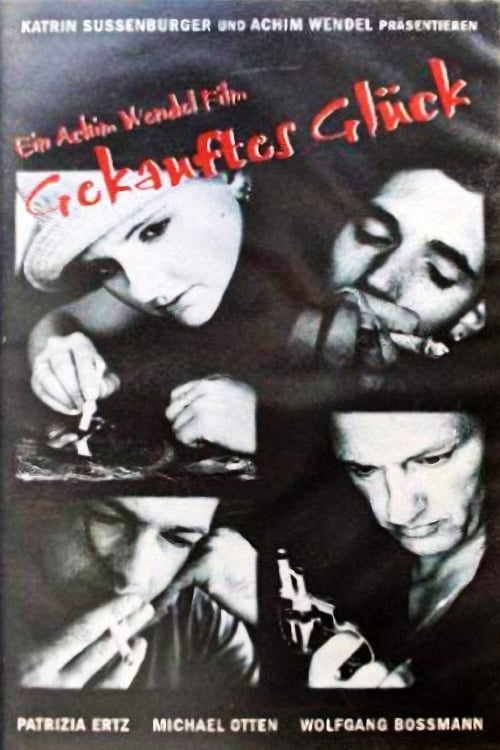 KATRIN SUSSENBURGER UND ACHIM WENDEL PRÄSENTIEREN
Ein Achim Wendel Film
Gekauftes Glück
PATRIZIA ERTZ MICHAEL OTTEN WOLFGANG BOSSMANN